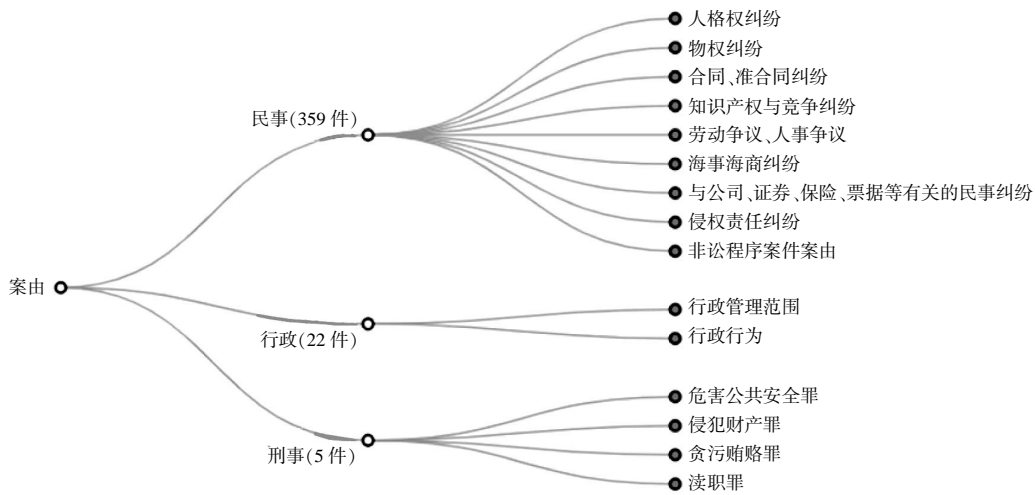 人格权纠纷
物权纠纷
合同、准合同纠纷
知识产权与竞争纠纷
民事(359 件)
劳动争议、人事争议
海事海商纠纷
与公司、证券、保险、票据等有关的民事纠纷
侵权责任纠纷
非讼程序案件案由
案由
行政管理范围
行政(22 件)
行政行为
危害公共安全罪
侵犯财产罪
刑事(5 件)
贪污贿赂罪
渎职罪